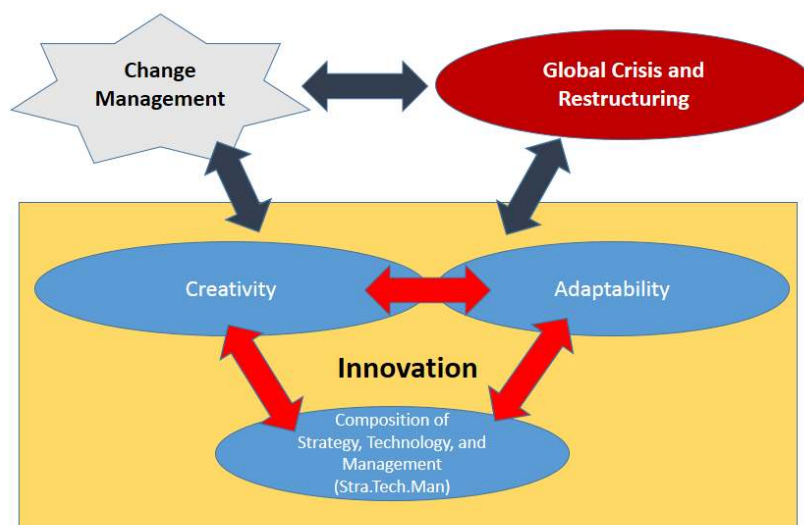 Change
Management
Global Crisis and
Restructuring
Creativity
Adaptability
Innovation
Composition of
Strategy, Technology, and
Management
(Stra.Tech.Man)